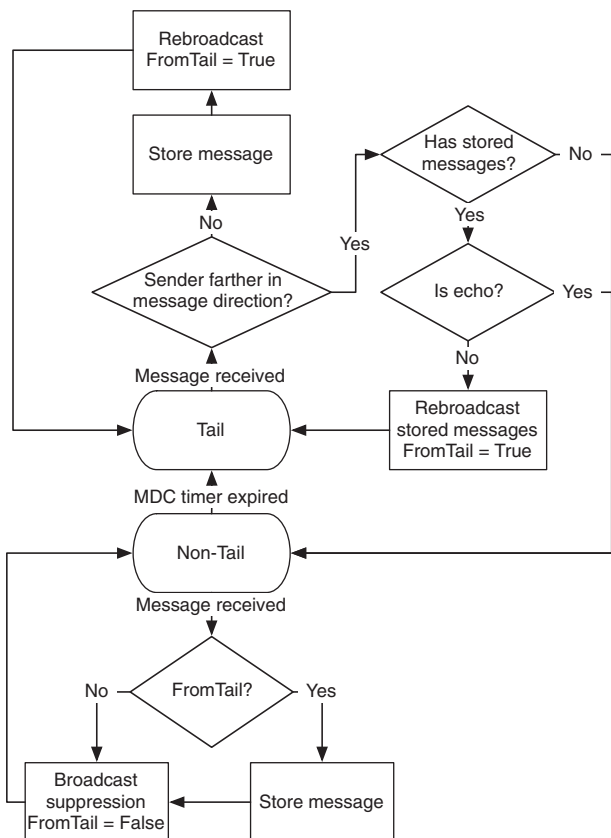 Rebroadcast
FromTail = True
Store message
Has stored
messages?
No
No
Yes
Yes
Sender farther in
message direction?
Is echo?
Yes
No
Message received
Rebroadcast
stored messages
FromTail = True
Tail
MDC timer expired
Non-Tail
Message received
No
FromTail?
Yes
Broadcast
suppression
FromTail = False
Store message